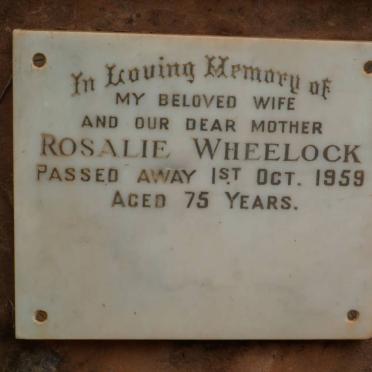 In Loving Memory of
MY BELOVED WIFE
AND OUR DEAR MOTHER
ROSALIE WHEELOCK
PASSED AWAY 1ST OCT. 1959
AGED 75 YEARS.